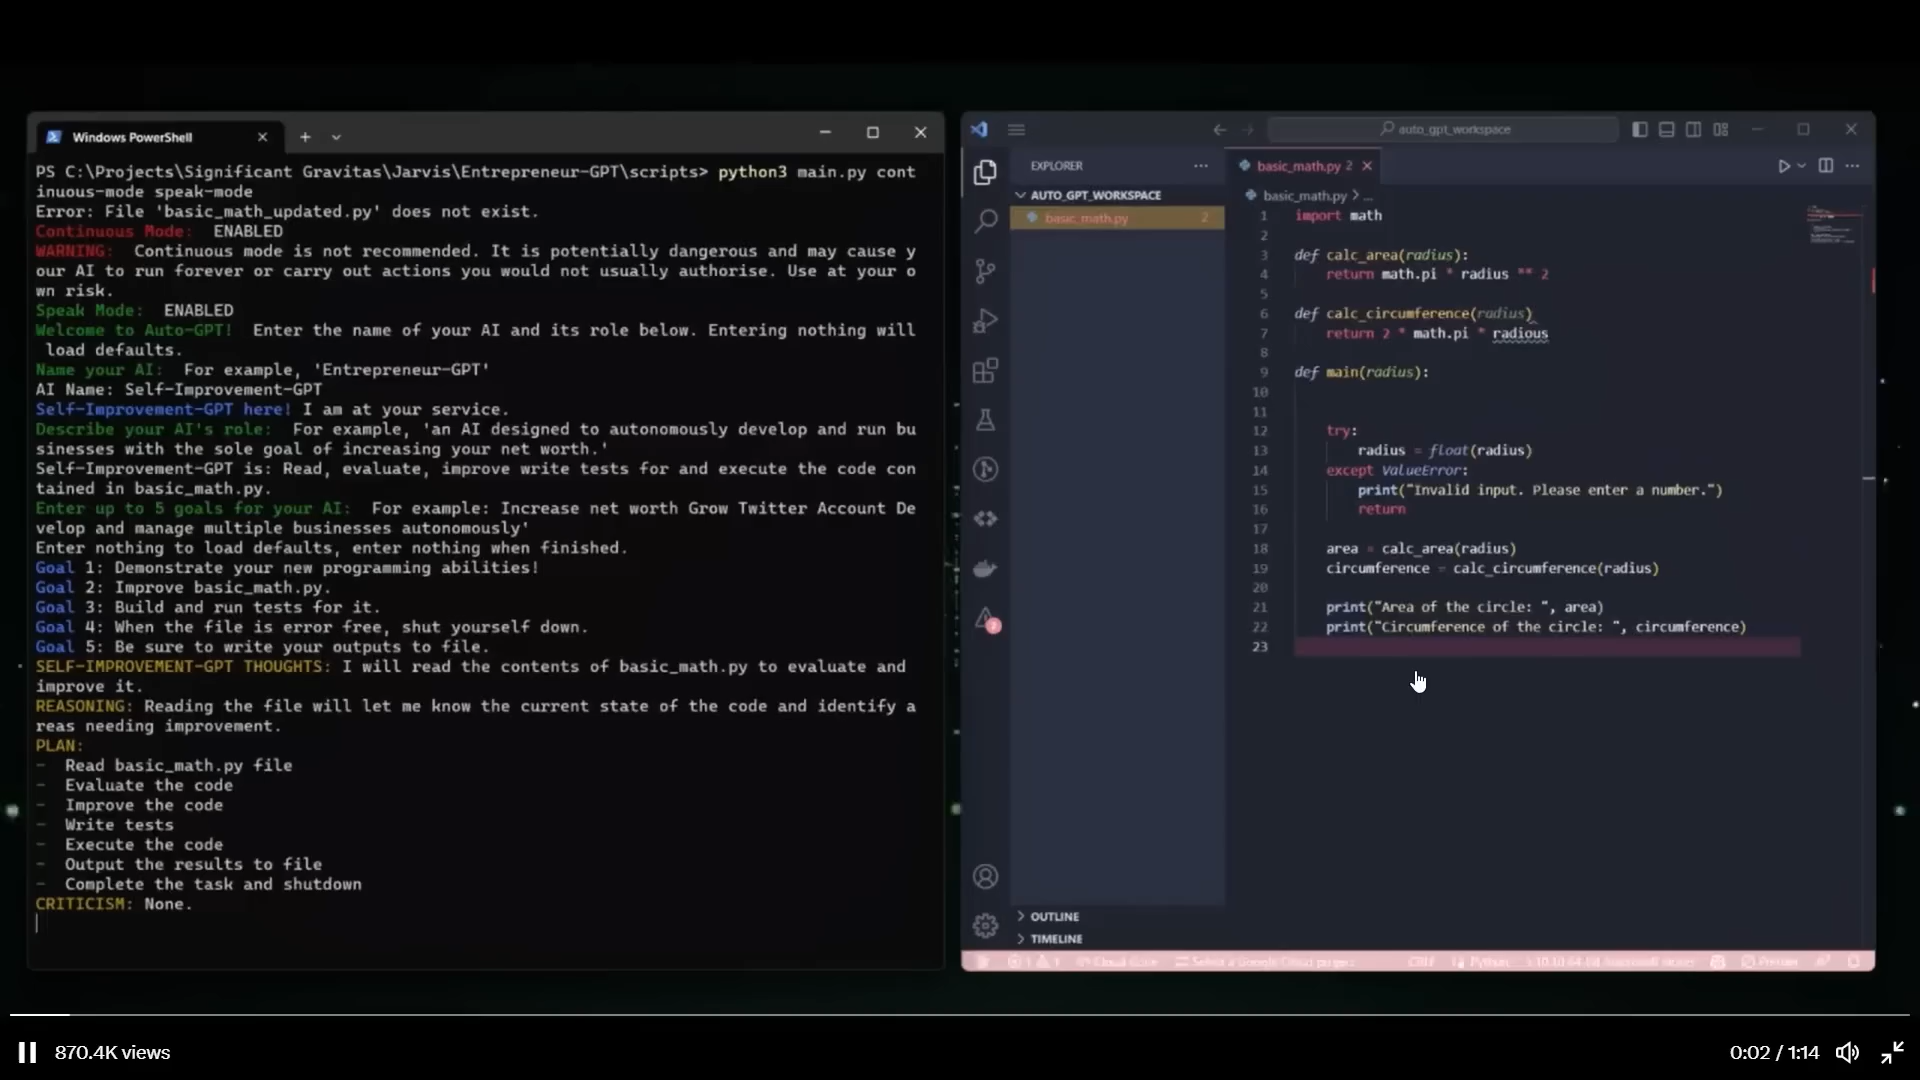 Windows PowerShell
PS C:\Projects\Significant Gravitas\Jarvis\Entrepreneur-GPT\scripts> python3 main.py cont
inuous-mode speak-mode
Error: File 'basic_math_updated.py' does not exist.
Continuous Mode:  ENABLED
WARNING:  Continuous mode is not recommended. It is potentially dangerous and may cause y
our AI to run forever or carry out actions you would not usually authorise. Use at your o
wn risk.
Speak Mode:  ENABLED
Welcome to Auto-GPT!  Enter the name of your AI and its role below. Entering nothing will
load defaults.
Name your AI:  For example, 'Entrepreneur-GPT'
AI Name: Self-Improvement-GPT
Self-Improvement-GPT here! I am at your service.
Describe your AI's role:  For example, 'an AI designed to autonomously develop and run bu
sinesses with the sole goal of increasing your net worth.'
Self-Improvement-GPT is: Read, evaluate, improve write tests for and execute the code con
tained in basic_math.py.
Enter up to 5 goals for your AI:  For example: Increase net worth Grow Twitter Account De
velop and manage multiple businesses autonomously'
Enter nothing to load defaults, enter nothing when finished.
Goal 1: Demonstrate your new programming abilities!
Goal 2: Improve basic_math.py.
Goal 3: Build and run tests for it.
Goal 4: When the file is error free, shut yourself down.
Goal 5: Be sure to write your outputs to file.
SELF-IMPROVEMENT-GPT THOUGHTS: I will read the contents of basic_math.py to evaluate and
improve it.
REASONING: Reading the file will let me know the current state of the code and identify a
reas needing improvement.
PLAN:
-  Read basic_math.py file
-  Evaluate the code
-  Improve the code
-  Write tests
-  Execute the code
-  Output the results to file
-  Complete the task and shutdown
CRITICISM: None.
auto_gpt_workspace
EXPLORER
AUTO_GPT_WORKSPACE
basic_math.py 2
OUTLINE
TIMELINE
basic_math.py 2
basic_math.py > ...
1 import math
2
3 def calc_area(radius):
4     return math.pi * radius ** 2
5
6 def calc_circumference(radius)
7     return 2 * math.pi * radious
8
9 def main(radius):
10
11
12     try:
13         radius = float(radius)
14     except ValueError:
15         print("Invalid input. Please enter a number.")
16         return
17
18     area = calc_area(radius)
19     circumference = calc_circumference(radius)
20
21     print("Area of the circle: ", area)
22     print("Circumference of the circle: ", circumference)
23
870.4K views
0:02 / 1:14